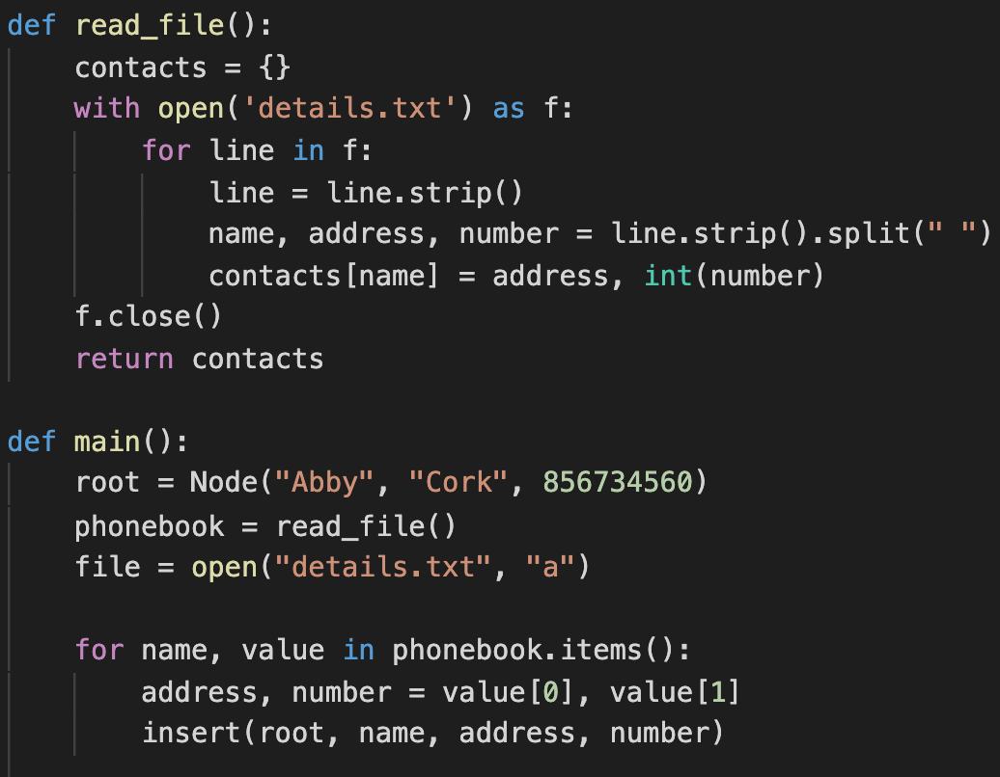 def read_file():
    contacts = {}
    with open('details.txt') as f:
        for line in f:
            line = line.strip()
            name, address, number = line.strip().split(" ")
            contacts[name] = address, int(number)
    f.close()
    return contacts

def main():
    root = Node("Abby", "Cork", 856734560)
    phonebook = read_file()
    file = open("details.txt", "a")

    for name, value in phonebook.items():
        address, number = value[0], value[1]
        insert(root, name, address, number)